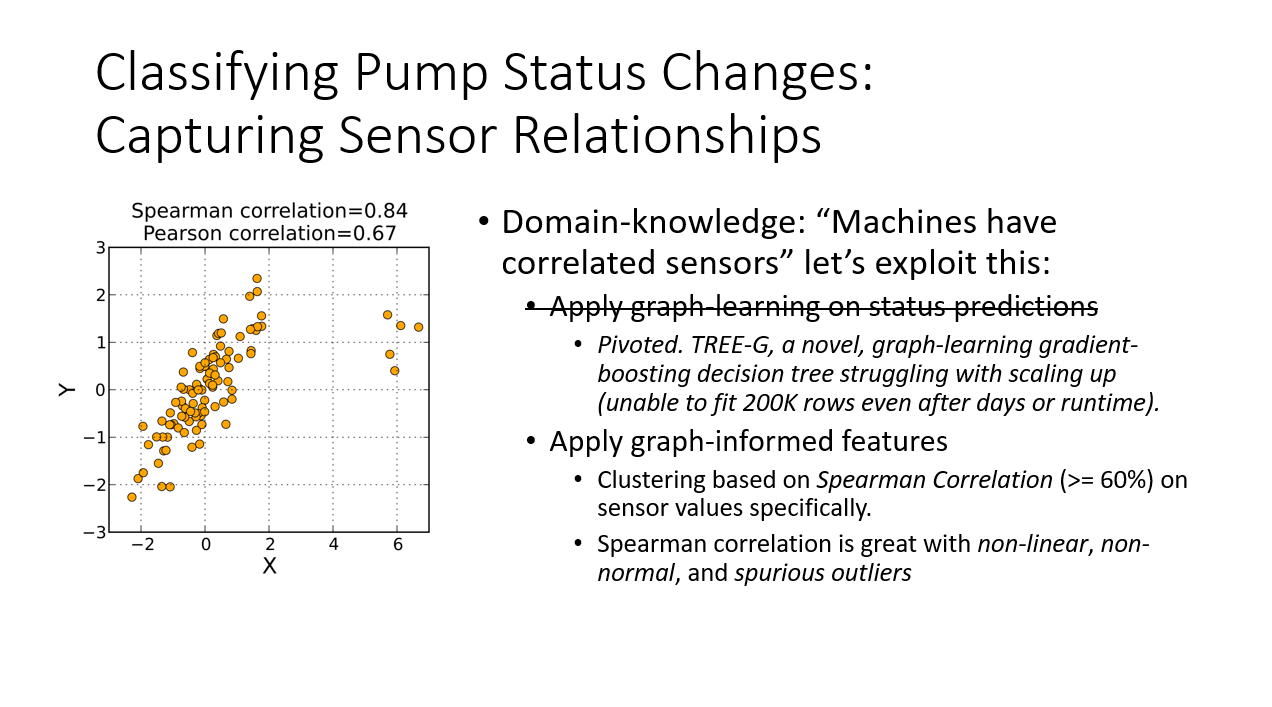 Classifying Pump Status Changes:
Capturing Sensor Relationships
Spearman correlation=0.84
Pearson correlation=0.67
3
2
1
0
−1
−2
−3
Y
−2 0 2 4 6
X
• Domain-knowledge: “Machines have
correlated sensors” let’s exploit this:
• Apply graph-learning on status predictions
• Pivoted. TREE-G, a novel, graph-learning gradient-
boosting decision tree struggling with scaling up
(unable to fit 200K rows even after days or runtime).
• Apply graph-informed features
• Clustering based on Spearman Correlation (>= 60%) on
sensor values specifically.
• Spearman correlation is great with non-linear, non-
normal, and spurious outliers